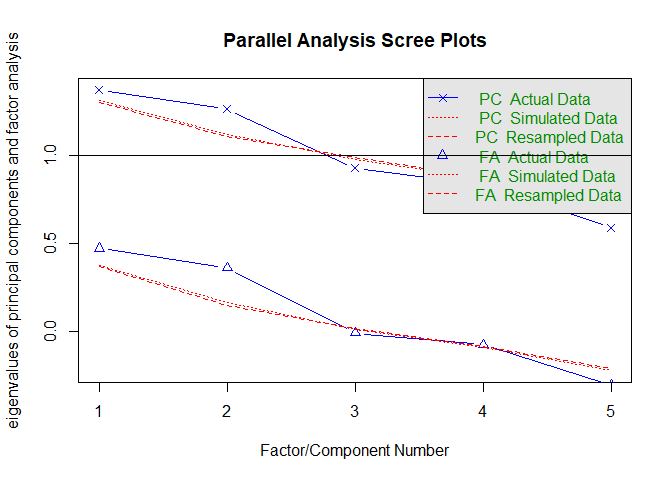 Parallel Analysis Scree Plots
eigenvalues of principal components and factor analysis
1.0
0.5
0.0
PC  Actual Data
PC  Simulated Data
PC  Resampled Data
FA  Actual Data
FA  Simulated Data
FA  Resampled Data
1 2 3 4 5
Factor/Component Number